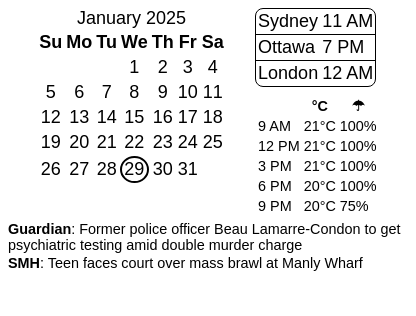 January 2025
Su Mo Tu We Th Fr Sa
1 2 3 4
5 6 7 8 9 10 11
12 13 14 15 16 17 18
19 20 21 22 23 24 25
26 27 28 29 30 31
Sydney 11 AM
Ottawa 7 PM
London 12 AM
°C ☂
9 AM 21°C 100%
12 PM 21°C 100%
3 PM 21°C 100%
6 PM 20°C 100%
9 PM 20°C 75%
Guardian: Former police officer Beau Lamarre-Condon to get
psychiatric testing amid double murder charge
SMH: Teen faces court over mass brawl at Manly Wharf